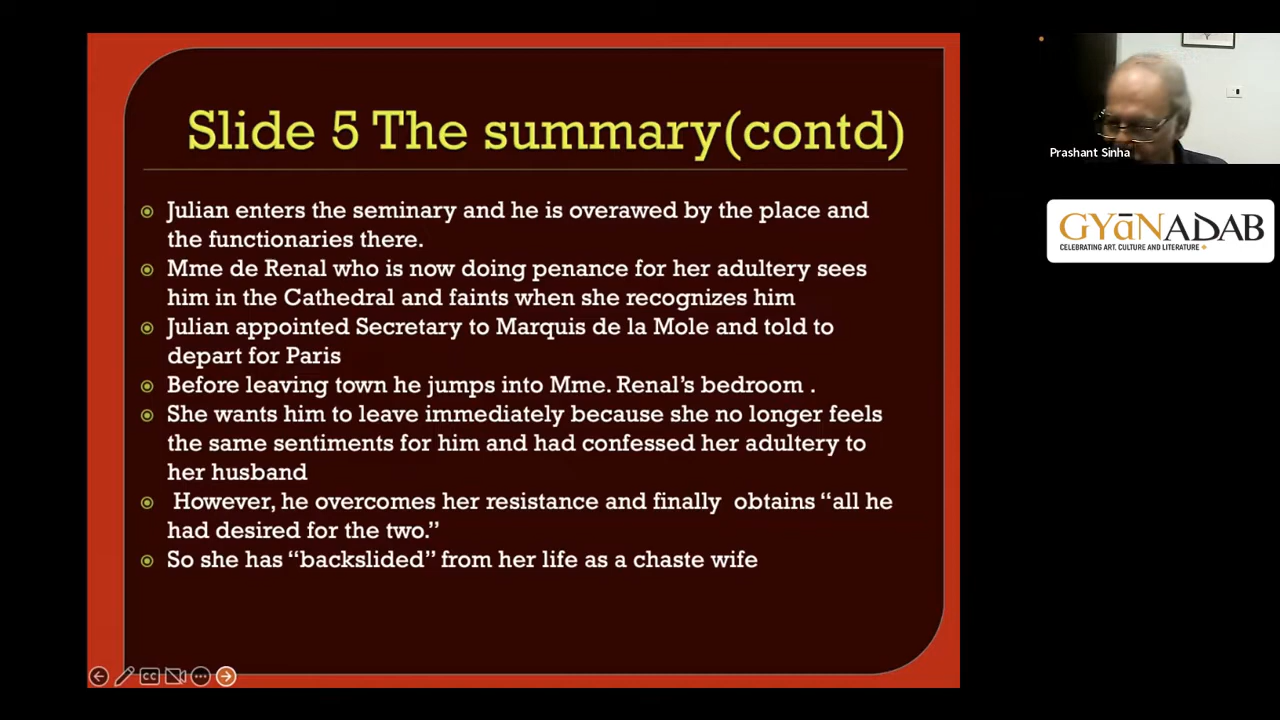 Slide 5 The summary(contd)
Julian enters the seminary and he is overawed by the place and
the functionaries there.
Mme de Renal who is now doing penance for her adultery sees
him in the Cathedral and faints when she recognizes him
Julian appointed Secretary to Marquis de la Mole and told to
depart for Paris
Before leaving town he jumps into Mme. Renal's bedroom .
She wants him to leave immediately because she no longer feels
the same sentiments for him and had confessed her adultery to
her husband
However, he overcomes her resistance and finally obtains “all he
had desired for the two.”
So she has “backslided” from her life as a chaste wife
CC
Prashant Sinha
GYāNADAB
CELEBRATING ART, CULTURE AND LITERATURE